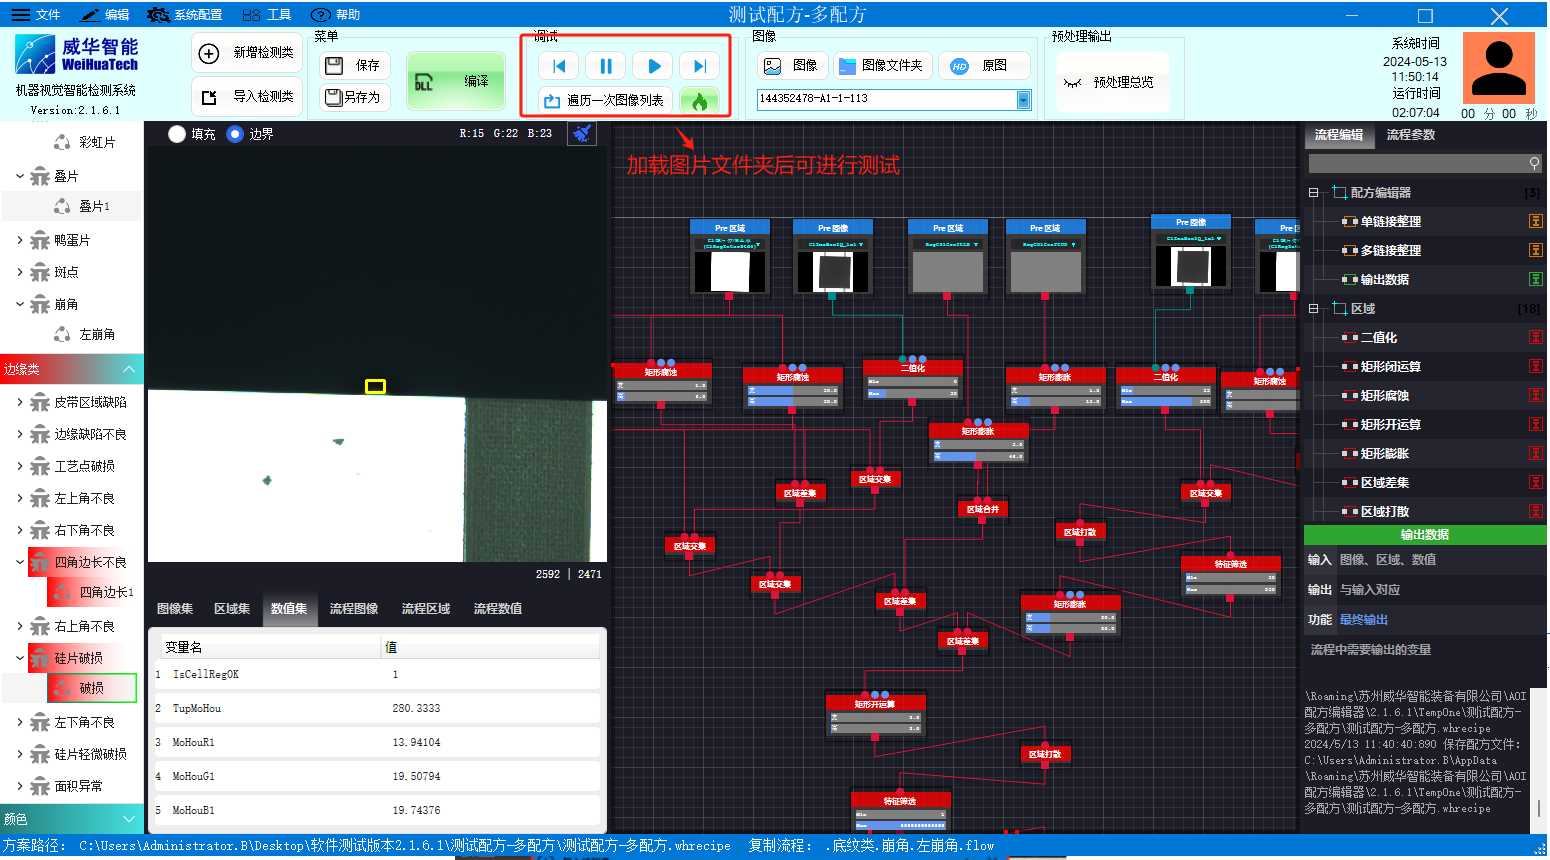 文件 编辑 系统配置 工具 帮助
测试配方-多配方
威华智能
WeiHuaTech
机器视觉智能检测系统
Version:2.1.6.1
新增检测类
导入检测类
菜单
保存
另存为
DLL 编译
调试
遍历一次图像列表
图像
图像 图像文件夹 HD 原图
144352478-A1-1-113
预处理输出
预处理总览
系统时间
2024-05-13
11:50:14
运行时间
02:07:04
00 分 00 秒
彩虹片
叠片
叠片1
鸭蛋片
斑点
崩角
左崩角
边缘类
皮带区域缺陷
边缘缺陷不良
工艺点破损
左上角不良
右下角不良
四角边长不良
四角边长1
右上角不良
硅片破损
破损
左下角不良
硅片轻微破损
面积异常
颜色
填充 边界
R:15 G:22 B:23
2592 | 2471
图像集 区域集 数值集 流程图像 流程区域 流程数值
变量名 值
1 IsCellRegOK 1
2 TupMoHou 280.3333
3 MoHouR1 13.94104
4 MoHouG1 19.50794
5 MoHouB1 19.74376
加载图片文件夹后可进行测试
Pre 区域
Pre 图像
Pre 区域
Pre 区域
Pre 图像
矩形腐蚀
矩形腐蚀
二值化
矩形膨胀
二值化
矩形腐蚀
矩形膨胀
区域交集
区域差集
区域交集
区域合并
区域打散
区域交集
特征筛选
区域交集
区域差集
矩形膨胀
区域差集
矩形开运算
区域打散
特征筛选
流程编辑 流程参数
配方编辑器 [3]
单链接整理
多链接整理
输出数据
区域 [18]
二值化
矩形闭运算
矩形腐蚀
矩形开运算
矩形膨胀
区域差集
区域打散
输出数据
输入 图像、区域、数值
输出 与输入对应
功能 最终输出
流程中需要输出的变量
\Roaming\苏州威华智能装备有限公司\AOI
配方编辑器\2.1.6.1\TempOne\测试配方-
多配方\测试配方-多配方.whrecipe
2024/5/13 11:40:40:890 保存配方文件:
C:\Users\Administrator.B\AppData
\Roaming\苏州威华智能装备有限公司\AOI
配方编辑器\2.1.6.1\TempOne\测试配方-
多配方\测试配方-多配方.whrecipe
方案路径: C:\Users\Administrator.B\Desktop\软件测试版本2.1.6.1\测试配方-多配方\测试配方-多配方.whrecipe 复制流程: .底纹类.崩角.左崩角.flow